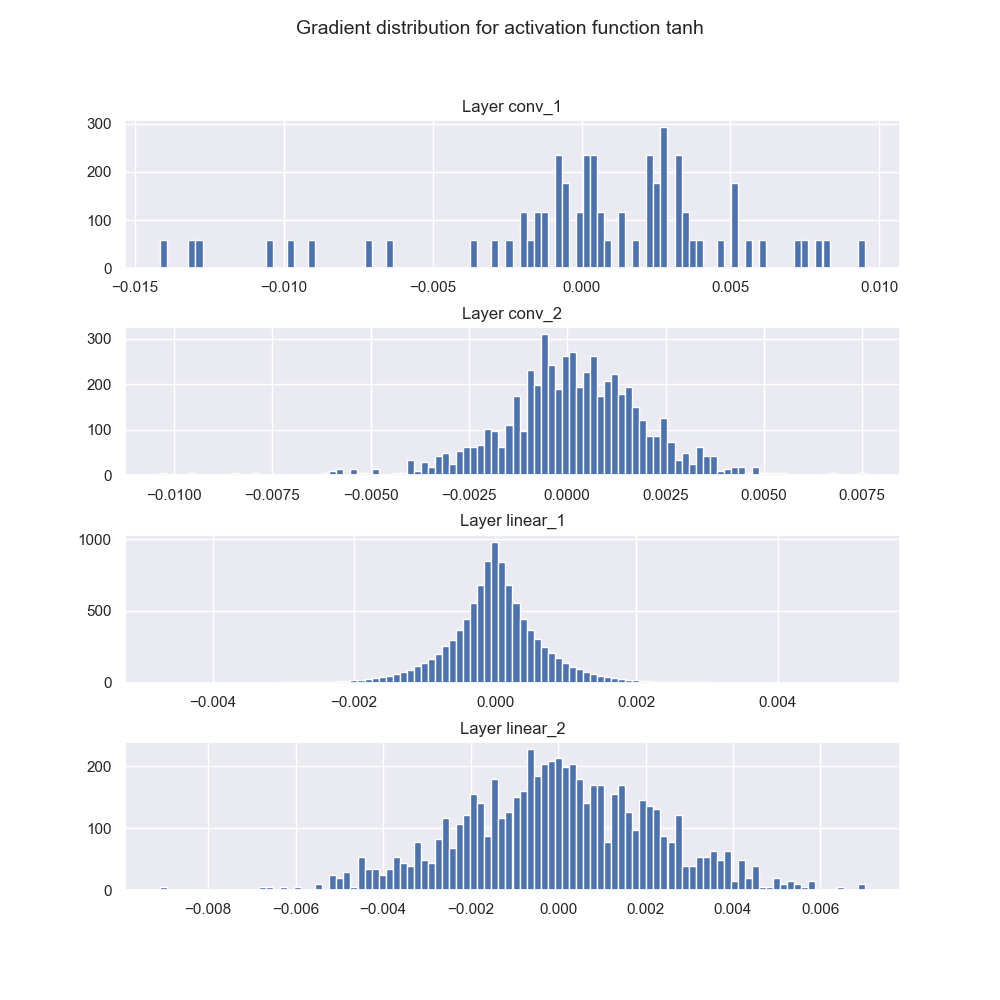 Gradient distribution for activation function tanh
Layer conv_1
300
200
100
0
−0.015 −0.010 −0.005 0.000 0.005 0.010
Layer conv_2
300
200
100
0
−0.0100 −0.0075 −0.0050 −0.0025 0.0000 0.0025 0.0050 0.0075
Layer linear_1
1000
500
0
−0.004 −0.002 0.000 0.002 0.004
Layer linear_2
200
100
0
−0.008 −0.006 −0.004 −0.002 0.000 0.002 0.004 0.006